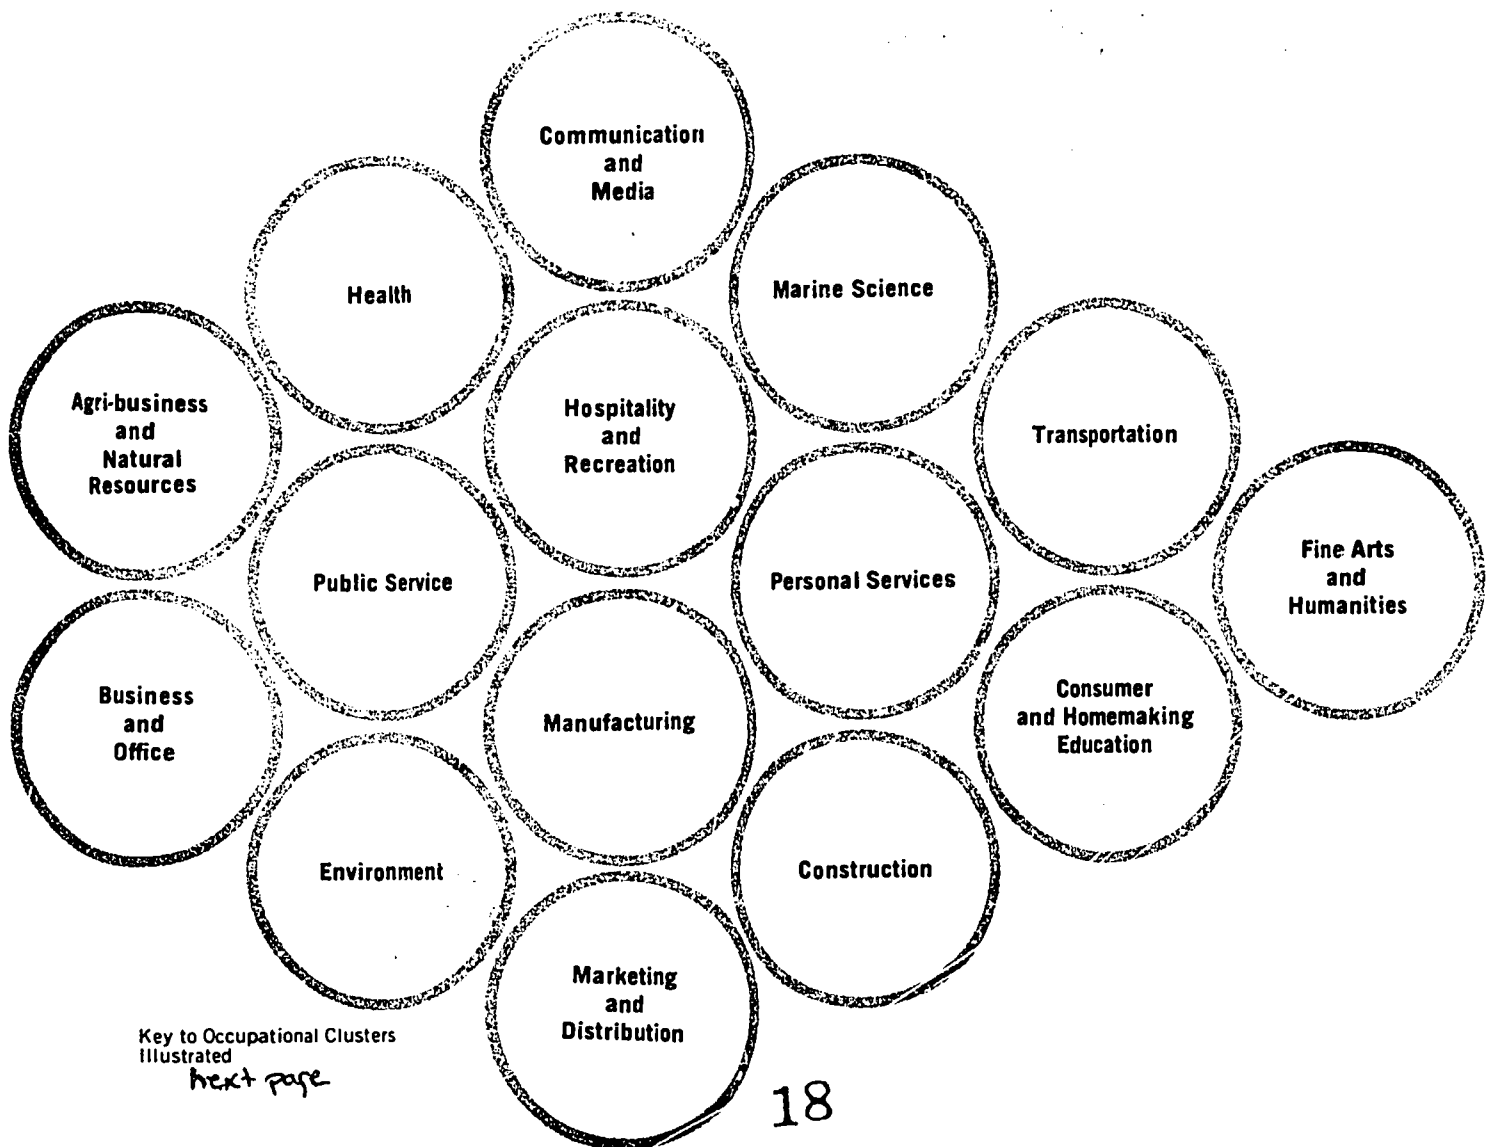 Communication
and
Media
Health
Marine Science
Agri-business
and
Natural
Resources
Hospitality
and
Recreation
Transportation
Public Service
Personal Services
Fine Arts
and
Humanities
Business
and
Office
Manufacturing
Consumer
and Homemaking
Education
Environment
Construction
Marketing
and
Distribution
Key to Occupational Clusters
Illustrated
next page
18